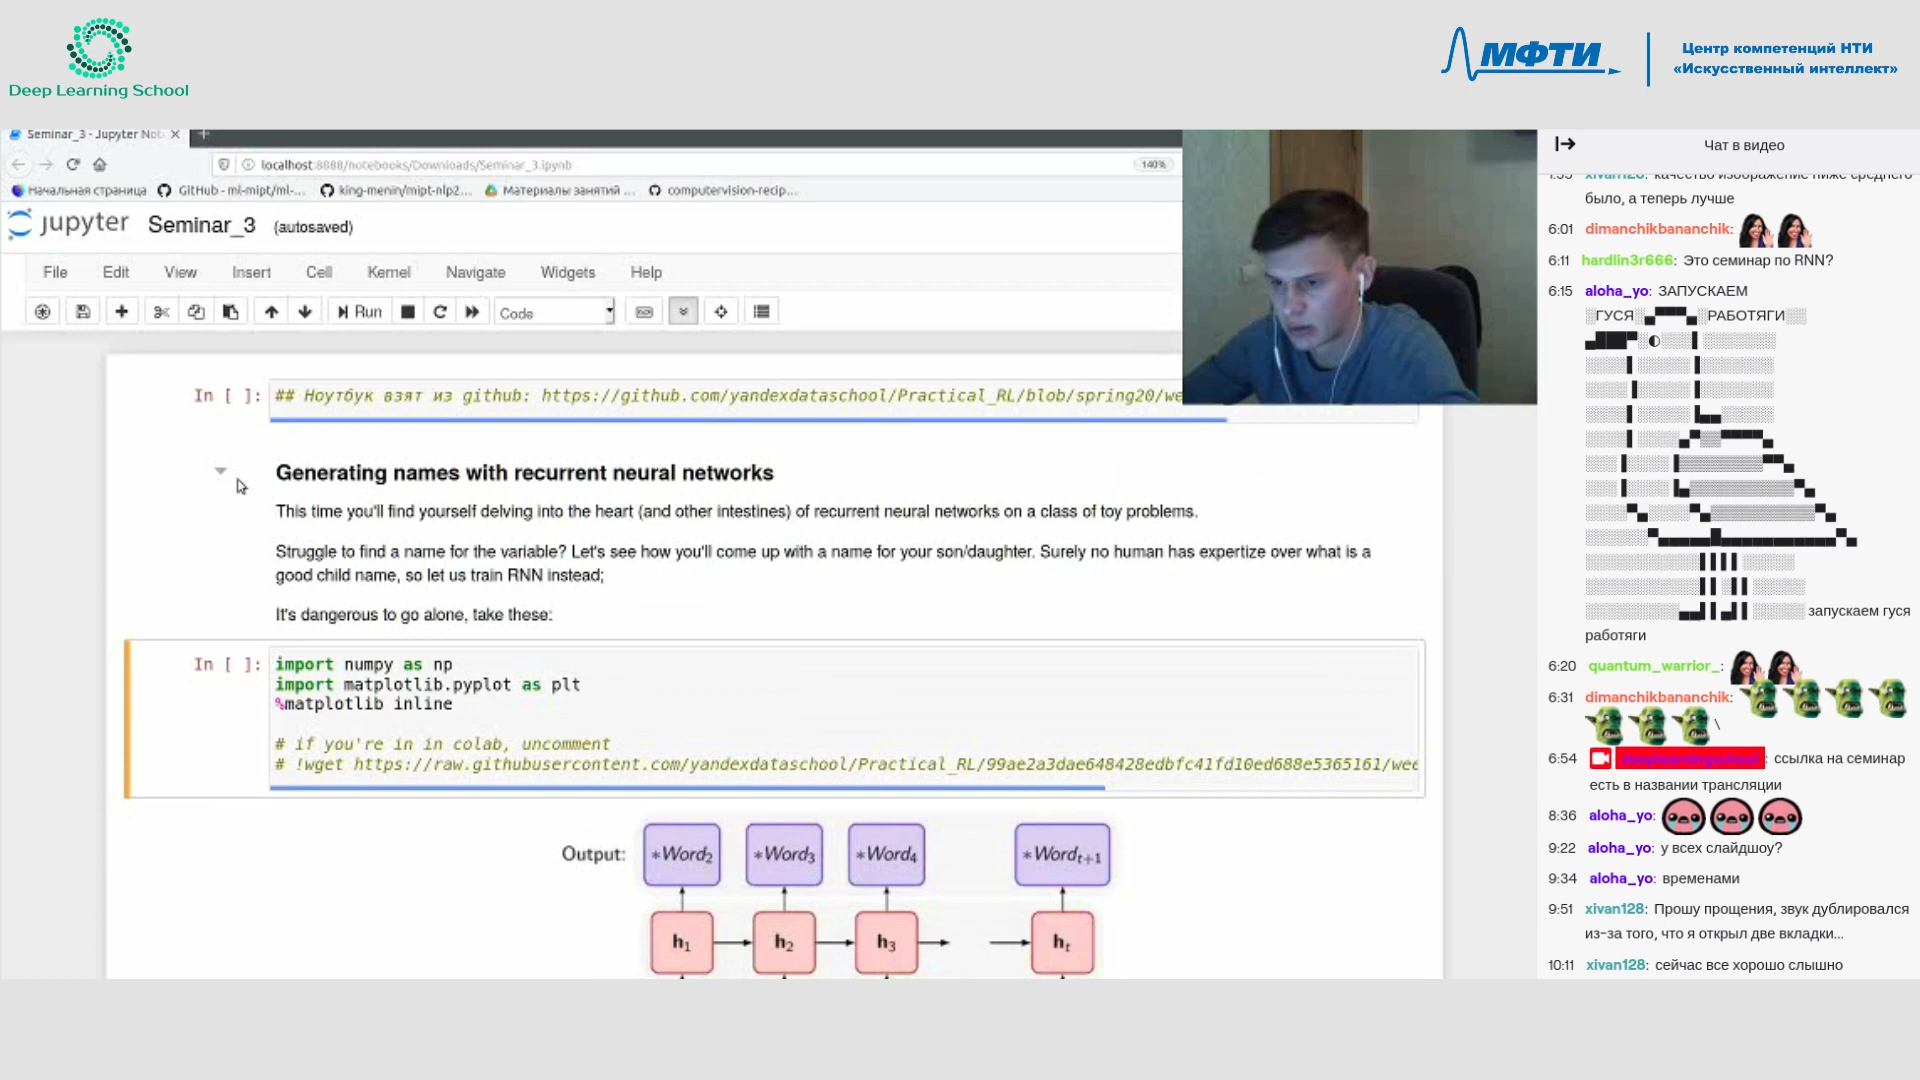 Deep Learning School
МФТИ
Центр компетенций НТИ
«Искусственный интеллект»
Seminar_3 - Jupyter Not
localhost:8888/notebooks/Downloads/Seminar_3.ipynb
140%
Начальная страница
GitHub - ml-mipt/ml-...
king-menin/mipt-nlp2...
Материалы занятий ...
computervision-recip...
jupyter Seminar_3 (autosaved)
File Edit View Insert Cell Kernel Navigate Widgets Help
Run
Code
In [ ]: ## Ноутбук взят из github: https://github.com/yandexdataschool/Practical_RL/blob/spring20/we
Generating names with recurrent neural networks
This time you'll find yourself delving into the heart (and other intestines) of recurrent neural networks on a class of toy problems.
Struggle to find a name for the variable? Let's see how you'll come up with a name for your son/daughter. Surely no human has expertize over what is a
good child name, so let us train RNN instead;
It's dangerous to go alone, take these:
In [ ]: import numpy as np
import matplotlib.pyplot as plt
%matplotlib inline
# if you're in in colab, uncomment
# !wget https://raw.githubusercontent.com/yandexdataschool/Practical_RL/99ae2a3dae648428edbfc41fd10ed688e5365161/wee
Output: *Word2 *Word3 *Word4 *Wordt+1
h1 h2 h3 ht
Чат в видео
1:55 xivan128: качество изображение ниже среднего
было, а теперь лучше
6:01 dimanchikbananchik:
6:11 hardlin3r666: Это семинар по RNN?
6:15 aloha_yo: ЗАПУСКАЕМ
ГУСЯ РАБОТЯГИ
запускаем гуся
работяги
6:20 quantum_warrior_:
6:31 dimanchikbananchik:
\
6:54 deeplearningschool: ссылка на семинар
есть в названии трансляции
8:36 aloha_yo:
9:22 aloha_yo: у всех слайдшоу?
9:34 aloha_yo: временами
9:51 xivan128: Прошу прощения, звук дублировался
из-за того, что я открыл две вкладки...
10:11 xivan128: сейчас все хорошо слышно